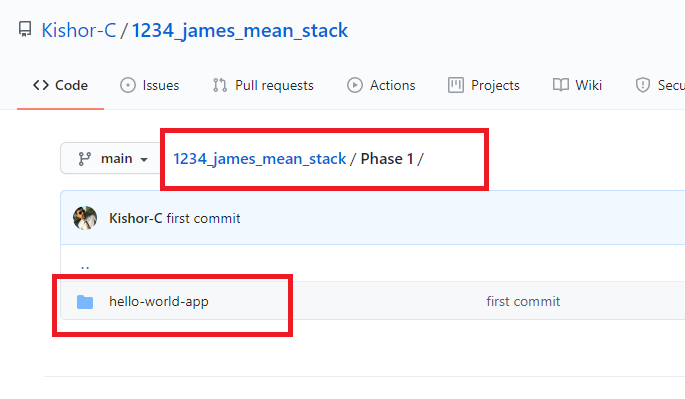 Kishor-C / 1234_james_mean_stack
Code Issues Pull requests Actions Projects Wiki Secu
main 1234_james_mean_stack / Phase 1 /
Kishor-C first commit
..
hello-world-app first commit